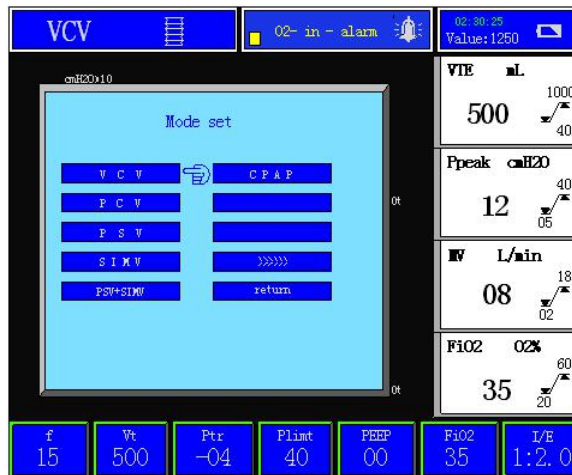 VCV
O2- in - alarm
02:30:25
Value:1250
cmH2O×10
Mode set
V C V
C P A P
P C V
P S V
S I M V
>>>>>>
PSV+SIMV
return
0t
0t
VTE mL
1000
500
40
Ppeak cmH2O
40
12
05
MV L/min
18
08
02
FiO2 O2%
60
35
20
f
15
Vt
500
Ptr
-04
Plimt
40
PEEP
00
FiO2
35
I/E
1:2.0